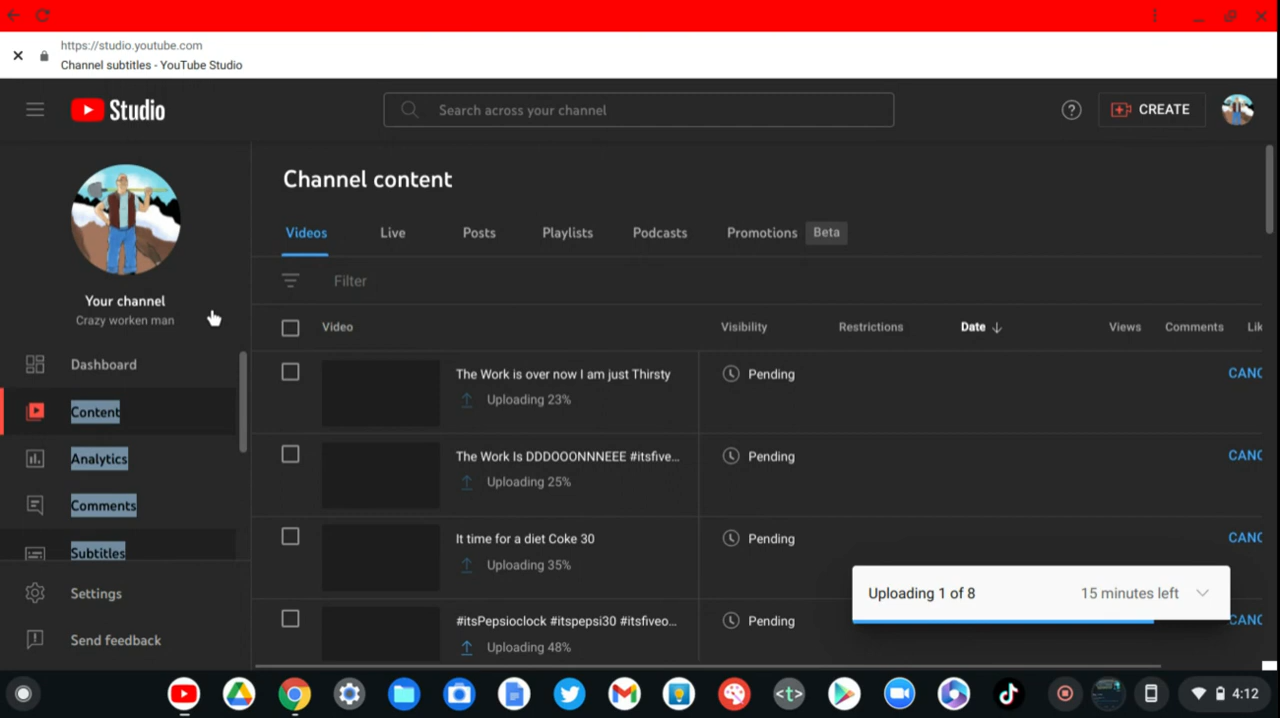 https://studio.youtube.com
Channel subtitles - YouTube Studio
Studio
Search across your channel
CREATE
Your channel
Crazy worken man
Dashboard
Content
Analytics
Comments
Subtitles
Settings
Send feedback
Channel content
Videos Live Posts Playlists Podcasts Promotions Beta
Filter
Video Visibility Restrictions Date Views Comments Lik
The Work is over now I am just Thirsty Pending CANC
Uploading 23%
The Work Is DDDOOONNNEEE #itsfive... Pending CANC
Uploading 25%
It time for a diet Coke 30 Pending CANC
Uploading 35%
#itsPepsioclock #itspepsi30 #itsfiveo... Pending CANC
Uploading 48%
Uploading 1 of 8 15 minutes left
<t>
4:12